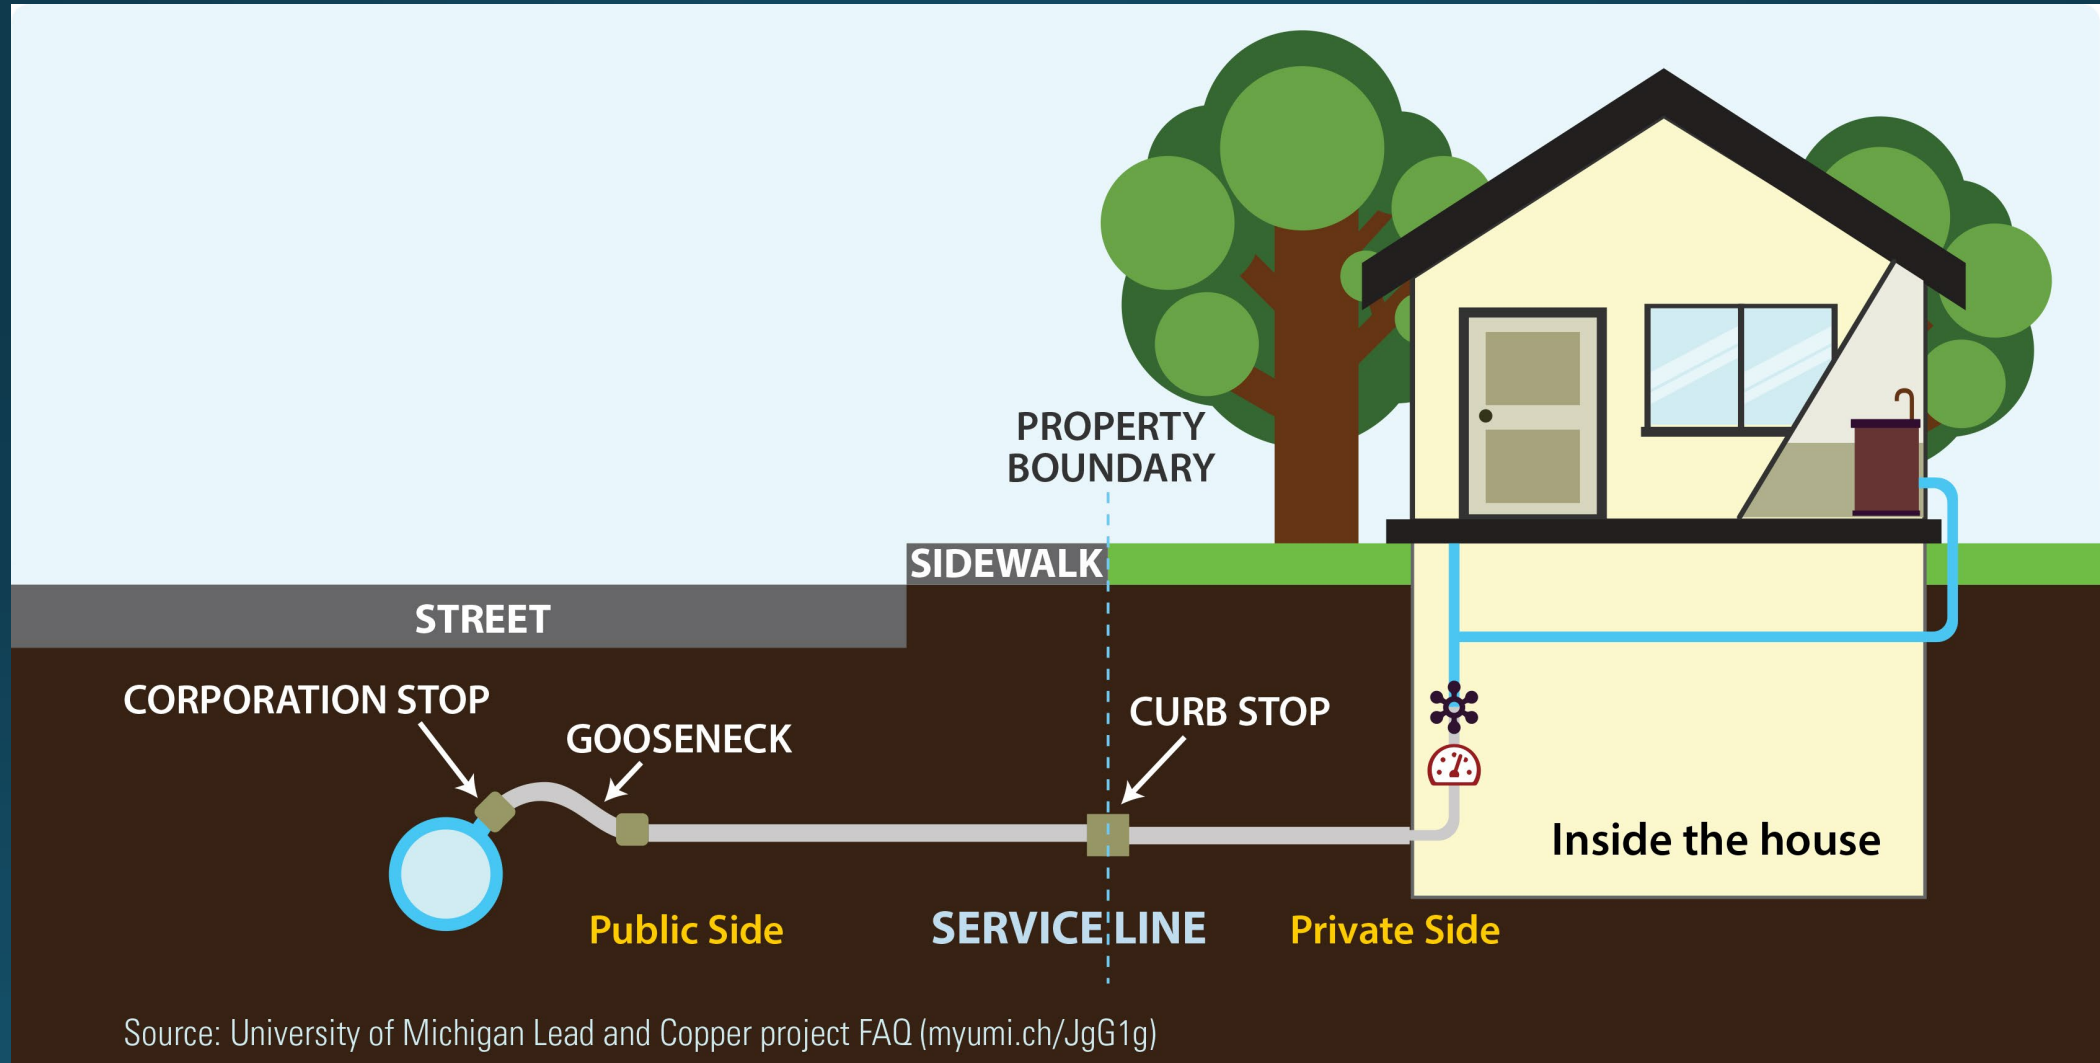 PROPERTY
BOUNDARY
SIDEWALK
STREET
CORPORATION STOP
GOOSENECK
CURB STOP
Inside the house
Public Side
SERVICE LINE
Private Side
Source: University of Michigan Lead and Copper project FAQ (myumi.ch/JgG1g)